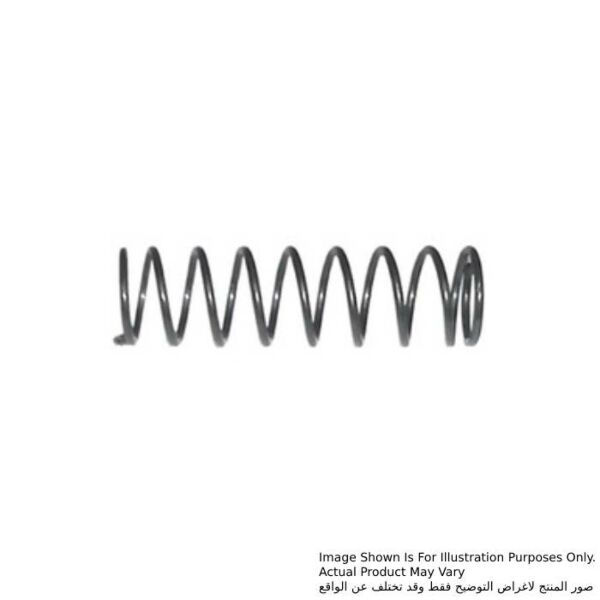 Image Shown Is For Illustration Purposes Only.
Actual Product May Vary
صور المنتج لاغراض التوضيح فقط وقد تختلف عن الواقع